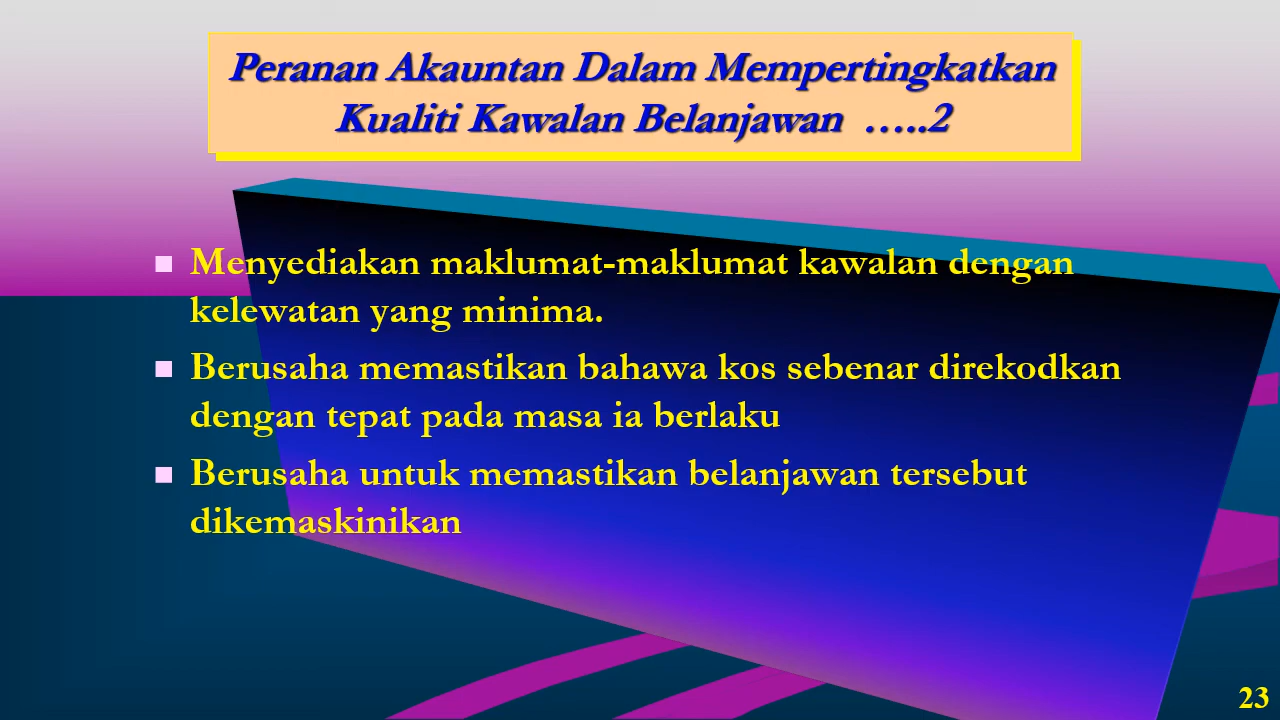 Peranan Akauntan Dalam Mempertingkatkan
Kualiti Kawalan Belanjawan …..2
Menyediakan maklumat-maklumat kawalan dengan
kelewatan yang minima.
Berusaha memastikan bahawa kos sebenar direkodkan
dengan tepat pada masa ia berlaku
Berusaha untuk memastikan belanjawan tersebut
dikemaskinikan
23